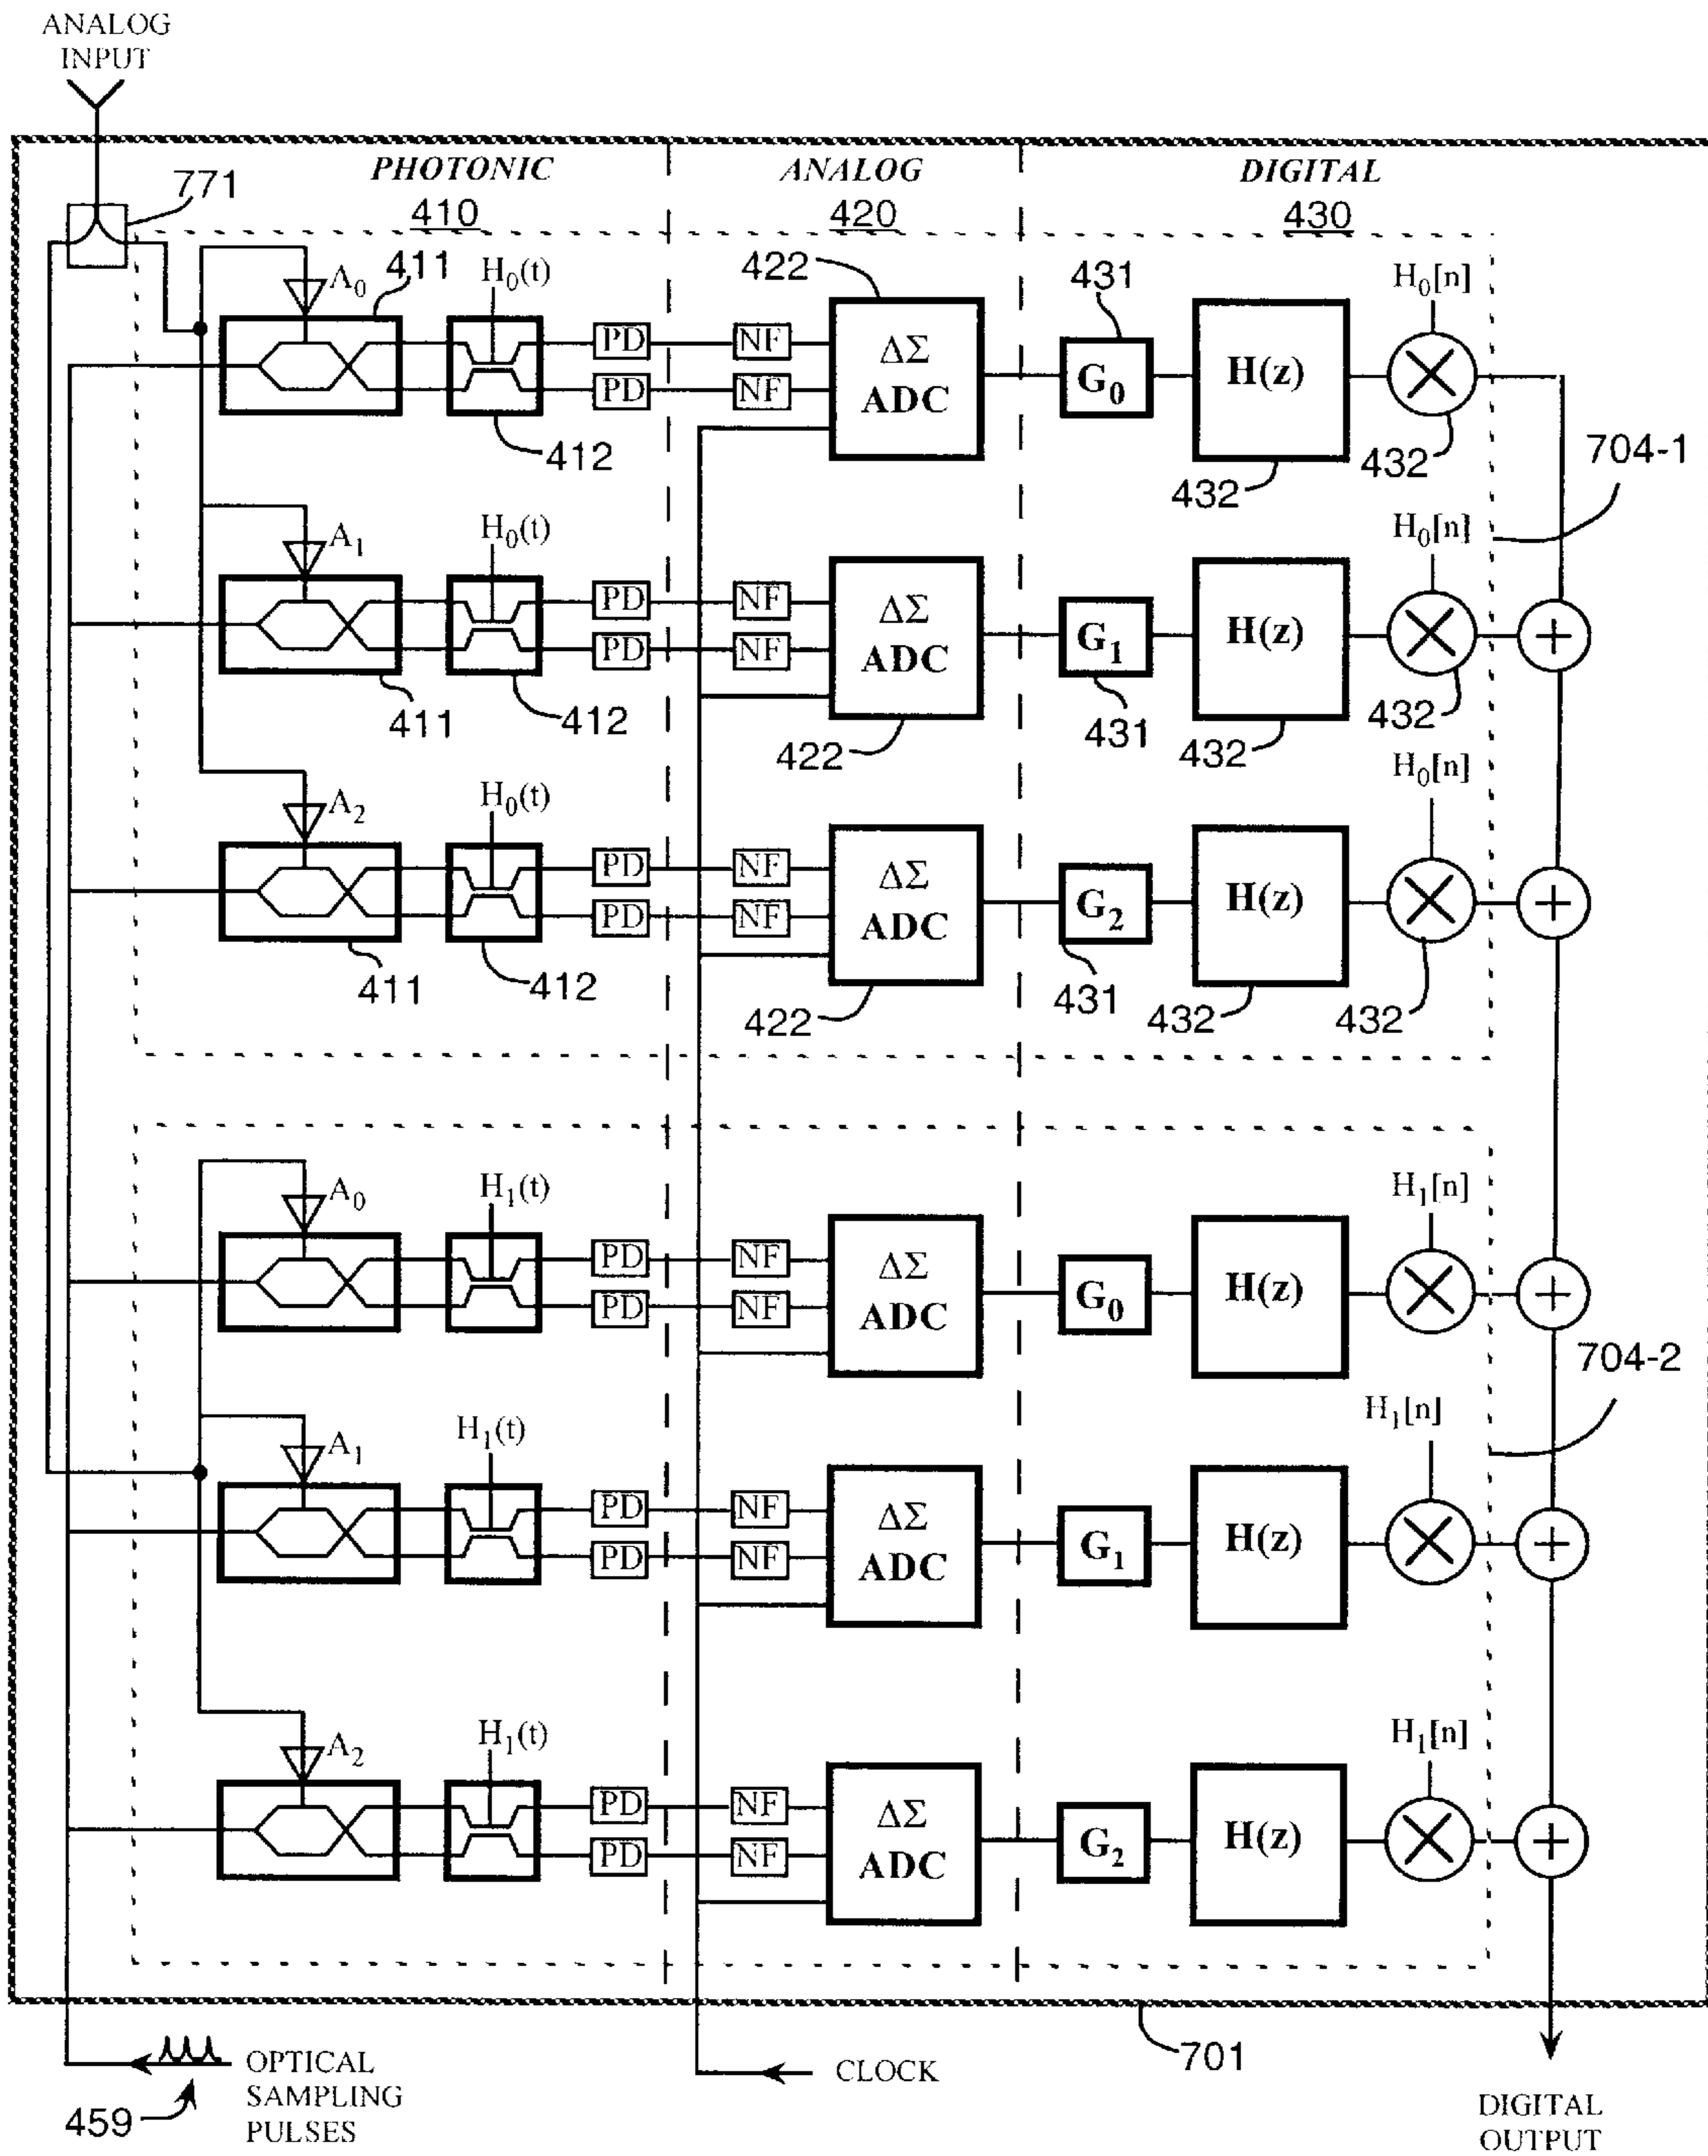 ANALOG
INPUT
PHOTONIC
410
ANALOG
420
DIGITAL
430
771
A0
411
H0(t)
412
PD
PD
NF
NF
422
ΔΣ
ADC
431
G0
H(z)
432
H0[n]
432
704-1
A1
411
H0(t)
412
PD
PD
NF
NF
ΔΣ
ADC
422
G1
431
H(z)
432
H0[n]
432
+
A2
411
H0(t)
412
PD
PD
NF
NF
ΔΣ
ADC
422
G2
431
H(z)
432
H0[n]
432
+
A0
H1(t)
PD
PD
NF
NF
ΔΣ
ADC
G0
H(z)
H1[n]
+
704-2
A1
H1(t)
PD
PD
NF
NF
ΔΣ
ADC
G1
H(z)
H1[n]
+
A2
H1(t)
PD
PD
NF
NF
ΔΣ
ADC
G2
H(z)
H1[n]
+
701
459
OPTICAL
SAMPLING
PULSES
CLOCK
DIGITAL
OUTPUT